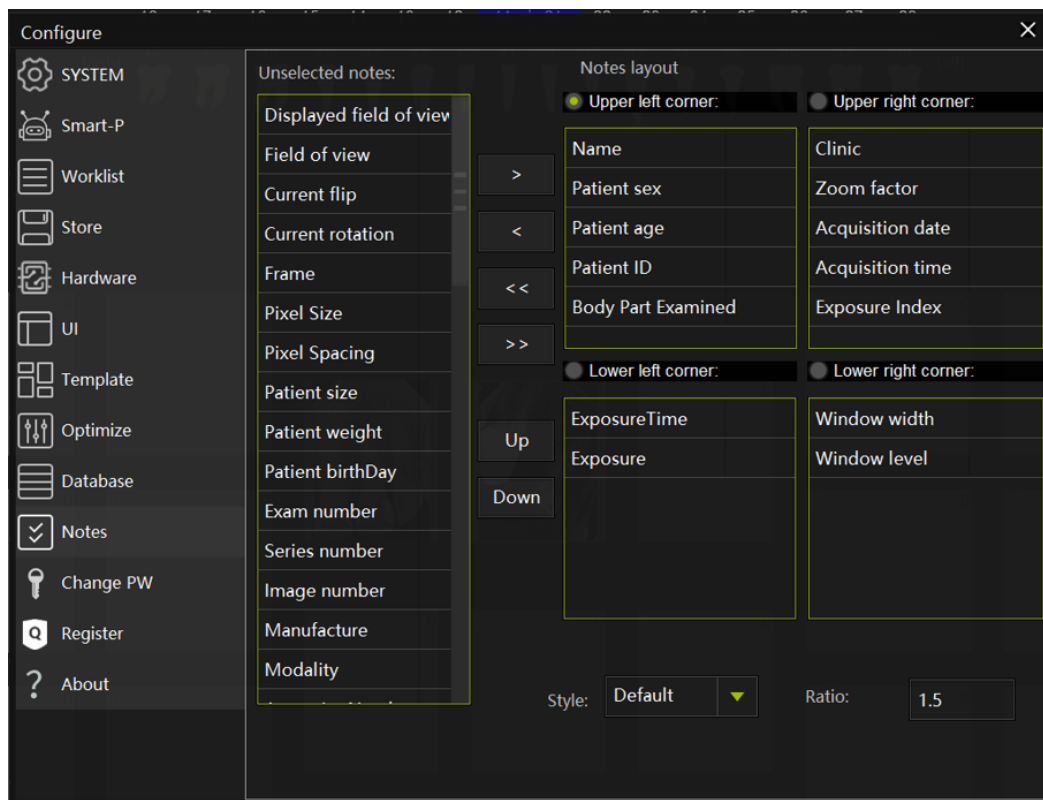 Configure
SYSTEM
Smart-P
Worklist
Store
Hardware
UI
Template
Optimize
Database
Notes
Change PW
Register
About
Unselected notes:
Displayed field of view
Field of view
Current flip
Current rotation
Frame
Pixel Size
Pixel Spacing
Patient size
Patient weight
Patient birthDay
Exam number
Series number
Image number
Manufacture
Modality
>
<
<<
>>
Up
Down
Notes layout
Upper left corner:
Name
Patient sex
Patient age
Patient ID
Body Part Examined
Upper right corner:
Clinic
Zoom factor
Acquisition date
Acquisition time
Exposure Index
Lower left corner:
ExposureTime
Exposure
Lower right corner:
Window width
Window level
Style: Default
Ratio: 1.5